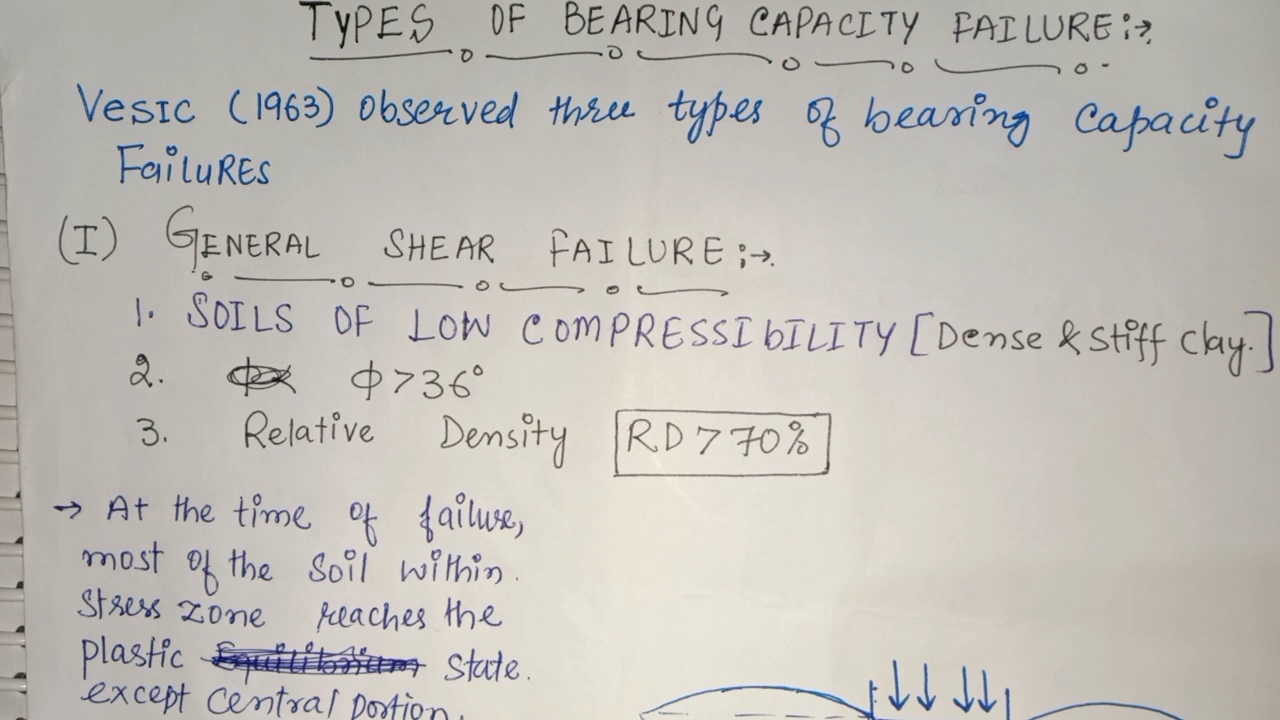 TYPES OF BEARING CAPACITY FAILURE:→
Vesic (1963) observed three types of bearing capacity
FailuREs
(I) GENERAL SHEAR FAILURE:→
1. SOILS OF LOW COMPRESSIBILITY [Dense & Stiff clay.]
2. ϕ>36°
3. Relative Density RD>70%
→ At the time of failure,
most of the Soil within.
Stress zone reaches the
plastic State.
except central portion.